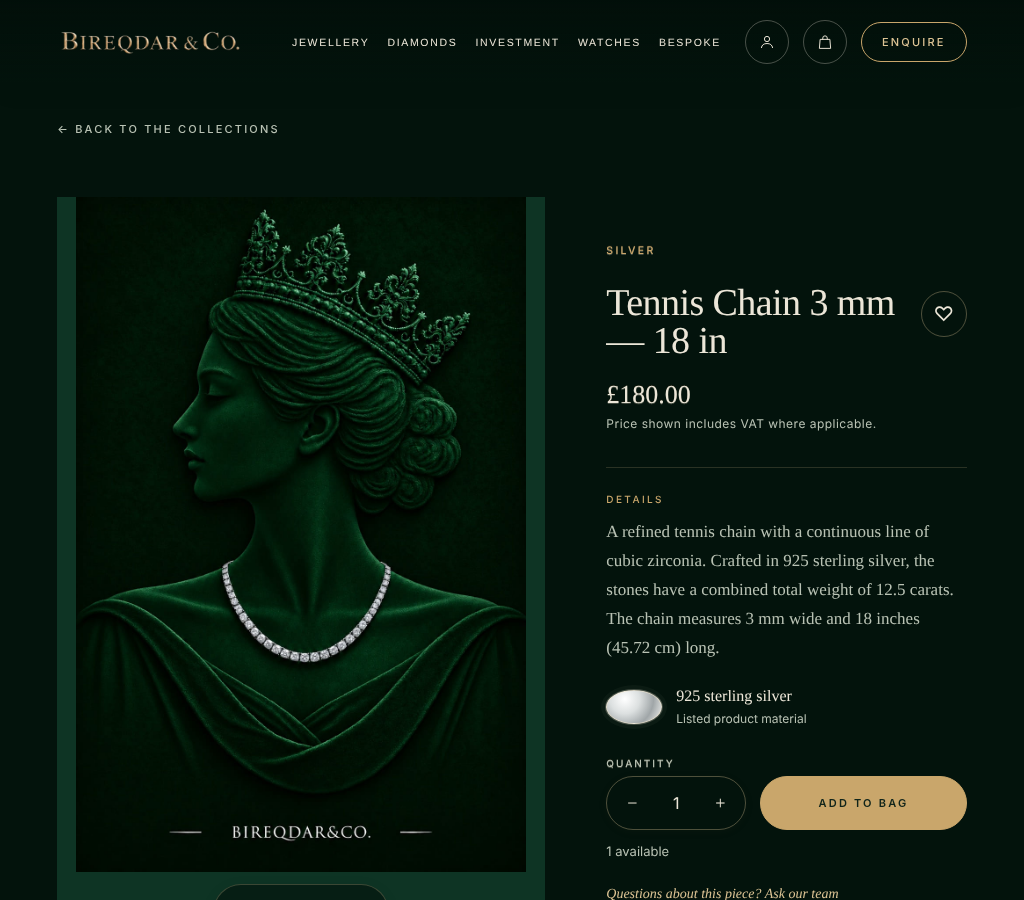 BIREQDAR & CO.
JEWELLERY DIAMONDS INVESTMENT WATCHES BESPOKE
ENQUIRE
← BACK TO THE COLLECTIONS
SILVER
Tennis Chain 3 mm
— 18 in
£180.00
Price shown includes VAT where applicable.
DETAILS
A refined tennis chain with a continuous line of
cubic zirconia. Crafted in 925 sterling silver, the
stones have a combined total weight of 12.5 carats.
The chain measures 3 mm wide and 18 inches
(45.72 cm) long.
925 sterling silver
Listed product material
QUANTITY
− 1 +
ADD TO BAG
1 available
Questions about this piece? Ask our team
BIREQDAR&CO.